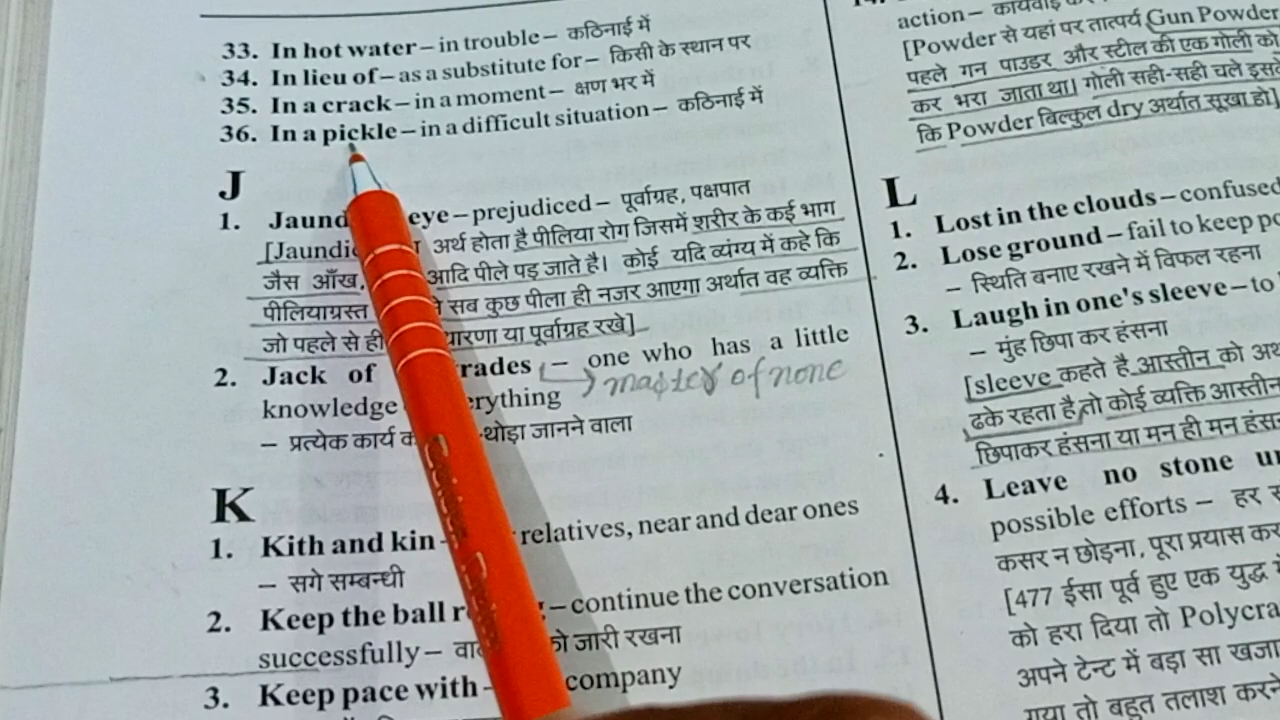 33. In hot water – in trouble – कठिनाई में
34. In lieu of – as a substitute for – किसी के स्थान पर
35. In a crack – in a moment – क्षण भर में
36. In a pickle – in a difficult situation – कठिनाई में
J
1. Jaund eye – prejudiced – पूर्वाग्रह, पक्षपात
[Jaundic अर्थ होता है पीलिया रोग जिसमें शरीर के कई भाग
जैस आँख, आदि पीले पड़ जाते है। कोई यदि व्यंग्य में कहे कि
पीलियाग्रस्त सब कुछ पीला ही नजर आएगा अर्थात वह व्यक्ति
जो पहले से ही धारणा या पूर्वाग्रह रखे]
2. Jack of rades – one who has a little
master of none
knowledge erything
– प्रत्येक कार्य थोड़ा जानने वाला
K
1. Kith and kin – relatives, near and dear ones
– सगे सम्बन्धी
2. Keep the ball r – continue the conversation
successfully – को जारी रखना
3. Keep pace with – company
action – कार्यवाई
[Powder से यहां पर तात्पर्य Gun Powder
पहले गन पाउडर और स्टील की एक गोली को
कर भरा जाता था। गोली सही-सही चले इसके
कि Powder बिल्कुल dry अर्थात सूखा हो]
L
1. Lost in the clouds – confused
2. Lose ground – fail to keep po
– स्थिति बनाए रखने में विफल रहना
3. Laugh in one's sleeve – to
– मुंह छिपा कर हंसना
[sleeve कहते है आस्तीन को अर्थ
ढके रहता है तो कोई व्यक्ति आस्तीन
छिपाकर हंसना या मन ही मन हंस
4. Leave no stone un
possible efforts – हर
कसर न छोड़ना, पूरा प्रयास कर
[477 ईसा पूर्व हुए एक युद्ध में
को हरा दिया तो Polycra
अपने टेन्ट में बड़ा सा खजा
गया तो बहुत तलाश करने